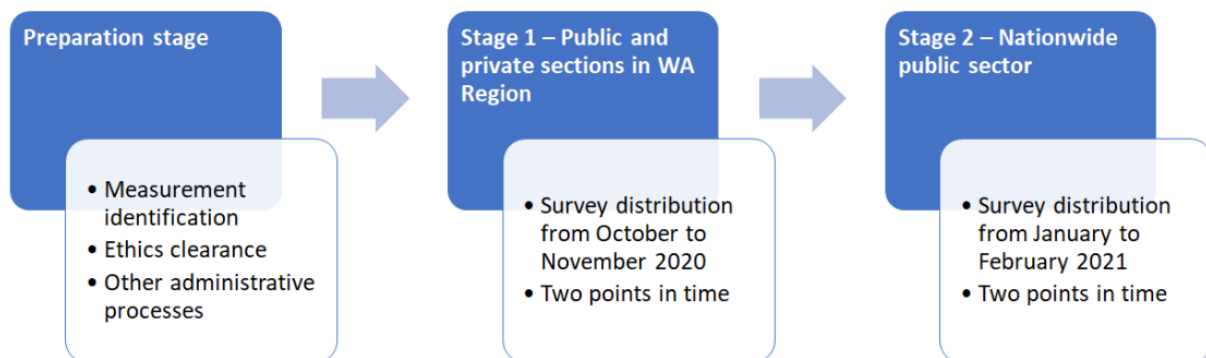 Preparation stage
• Measurement
identification
• Ethics clearance
• Other administrative
processes
Stage 1 – Public and
private sections in WA
Region
• Survey distribution
from October to
November 2020
• Two points in time
Stage 2 – Nationwide
public sector
• Survey distribution
from January to
February 2021
• Two points in time